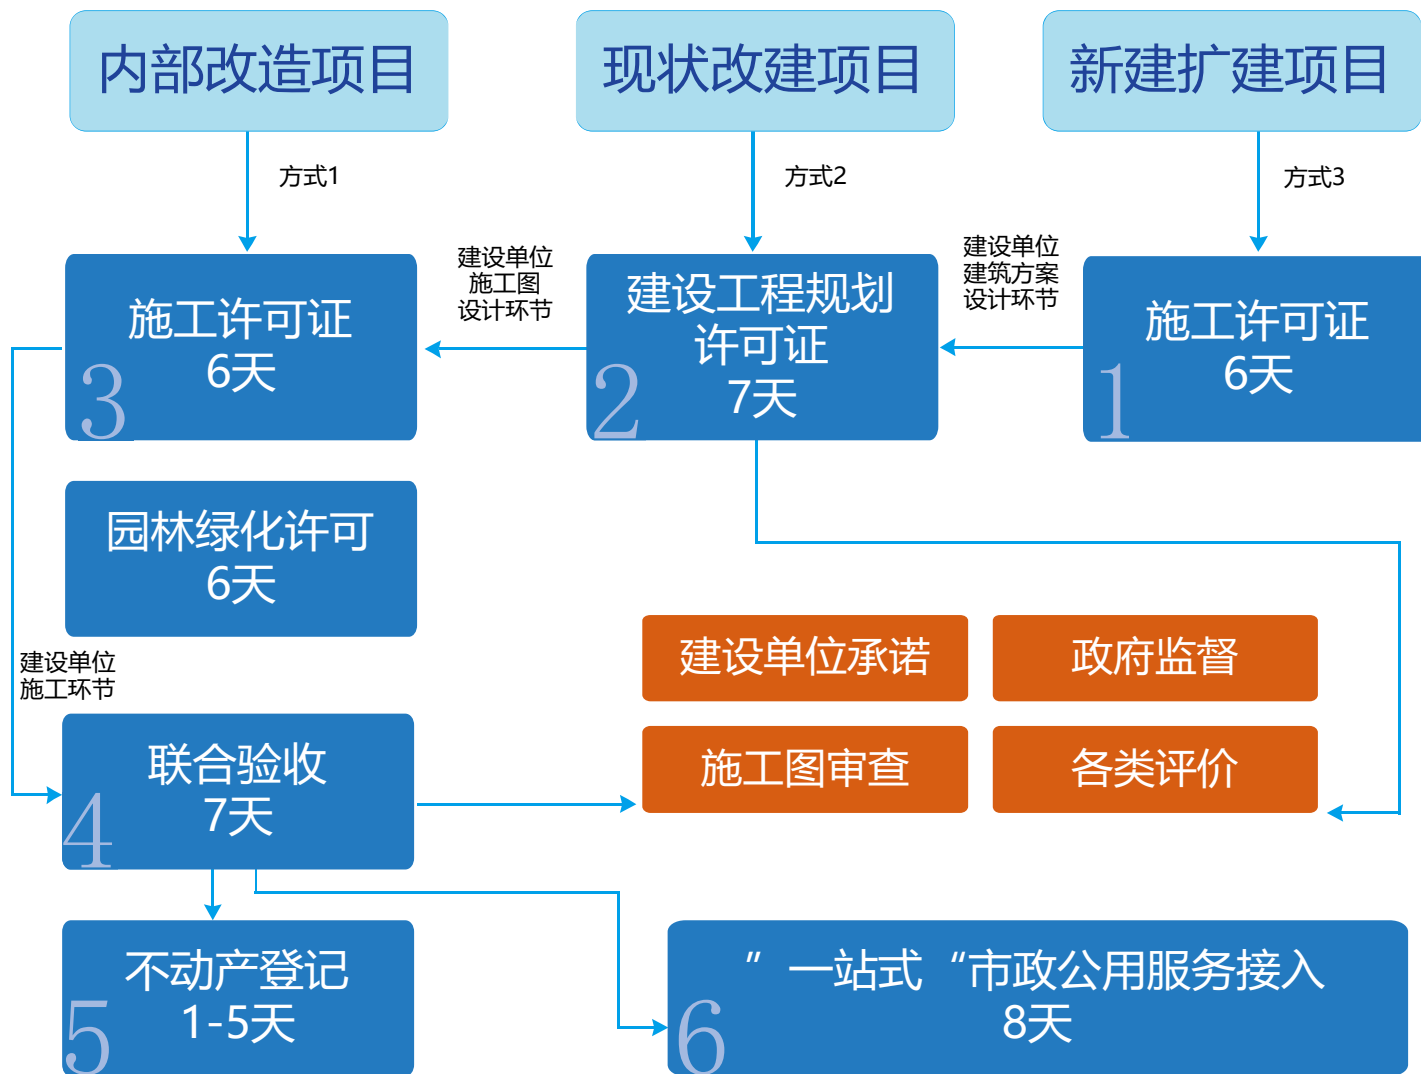 内部改造项目
现状改建项目
新建扩建项目
方式1
方式2
方式3
施工许可证
6天
3
建设单位
施工图
设计环节
建设工程规划
许可证
7天
2
建设单位
建筑方案
设计环节
施工许可证
6天
1
园林绿化许可
6天
建设单位
施工环节
建设单位承诺
政府监督
施工图审查
各类评价
联合验收
7天
4
不动产登记
1-5天
5
”一站式“市政公用服务接入
8天
6